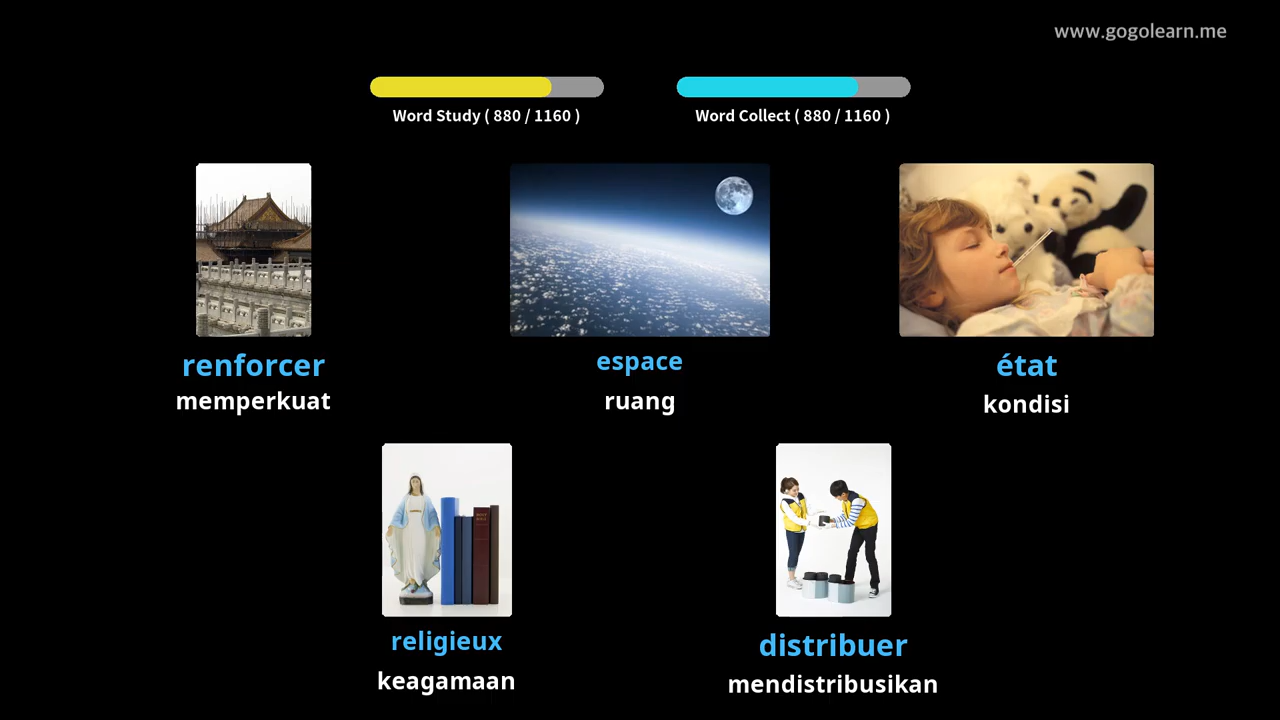 www.gogolearn.me
Word Study ( 880 / 1160 )
Word Collect ( 880 / 1160 )
renforcer
memperkuat
espace
ruang
état
kondisi
religieux
keagamaan
distribuer
mendistribusikan